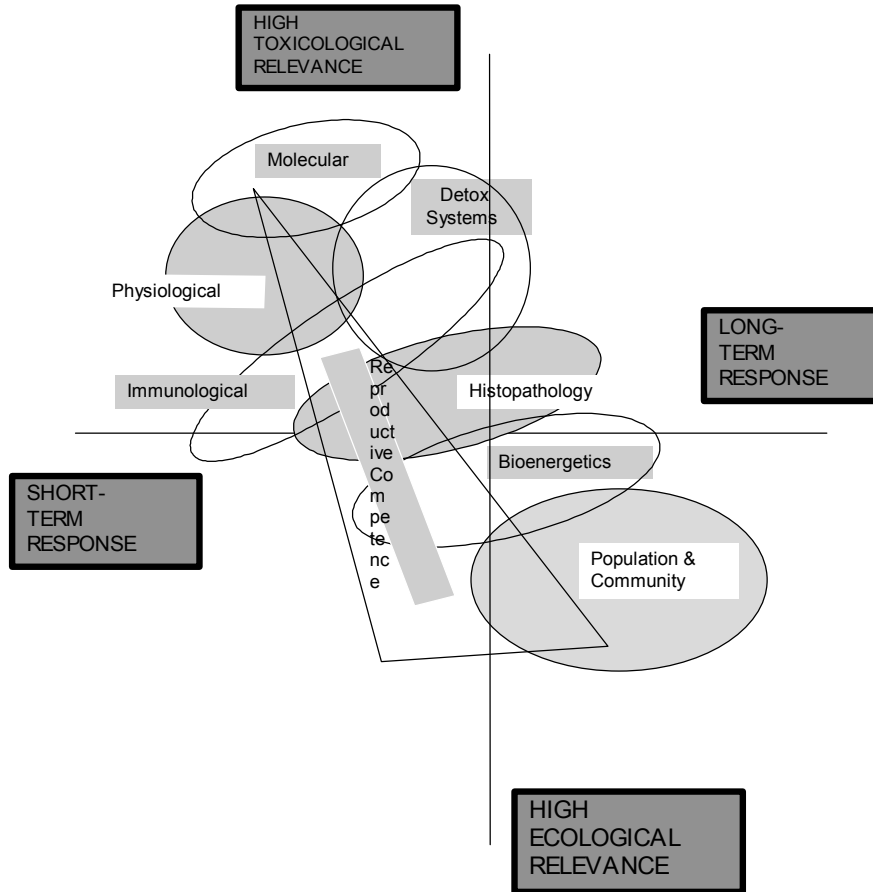 HIGH
TOXICOLOGICAL
RELEVANCE
Molecular
Detox
Systems
Physiological
LONG-
TERM
RESPONSE
Immunological
Re
pr
od
uct
ive Co
m
pe
te
nc
e
Histopathology
Bioenergetics
SHORT-
TERM
RESPONSE
Population &
Community
HIGH
ECOLOGICAL
RELEVANCE